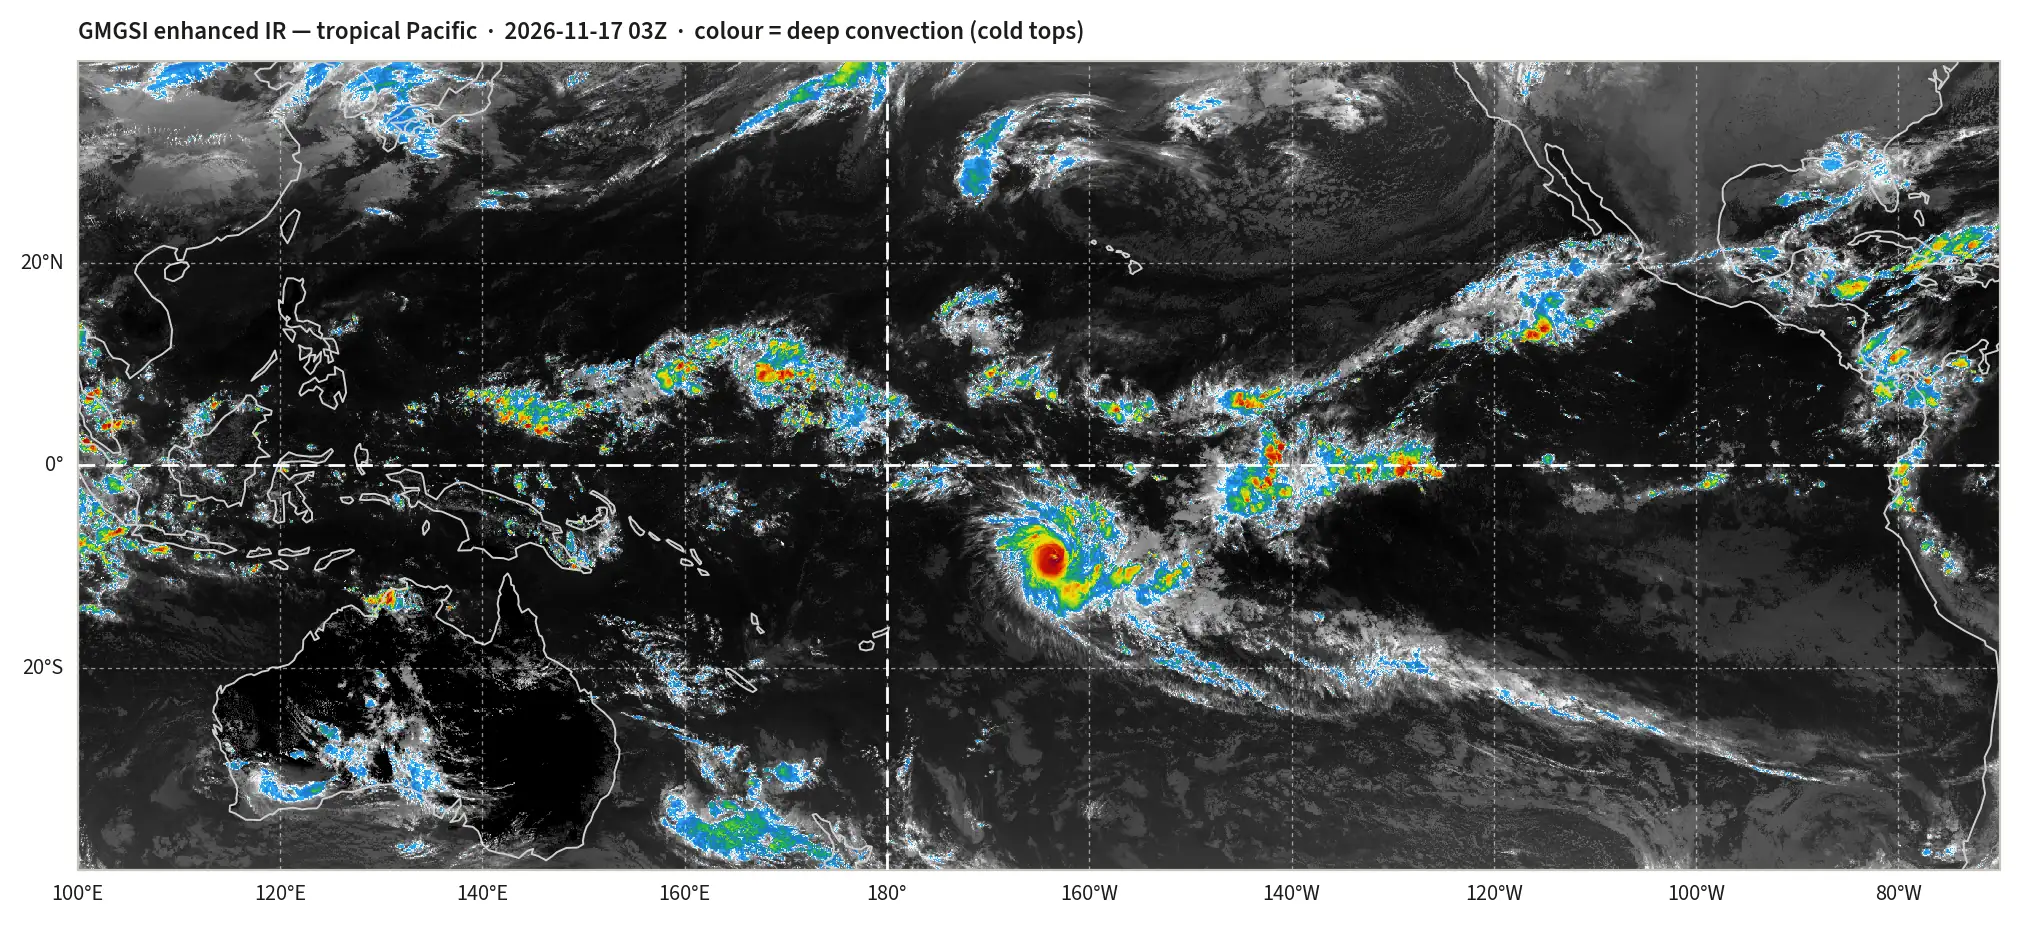 GMGSI enhanced IR — tropical Pacific · 2026-11-17 03Z · colour = deep convection (cold tops)
20°N
0°
20°S
100°E 120°E 140°E 160°E 180° 160°W 140°W 120°W 100°W 80°W